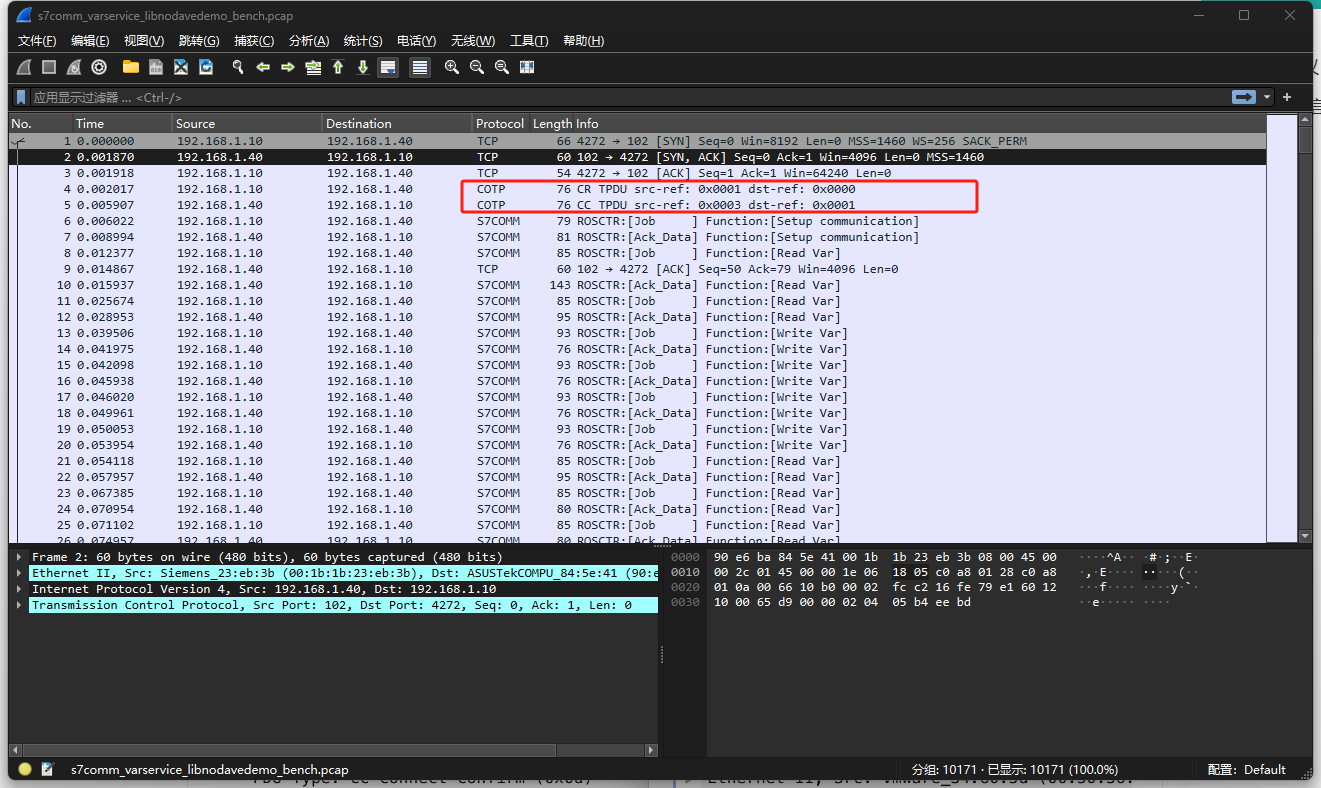 s7comm_varservice_libnodavedemo_bench.pcap
文件(F) 编辑(E) 视图(V) 跳转(G) 捕获(C) 分析(A) 统计(S) 电话(Y) 无线(W) 工具(T) 帮助(H)
应用显示过滤器 … <Ctrl-/>
No. Time Source Destination Protocol Length Info
1 0.000000 192.168.1.10 192.168.1.40 TCP 66 4272 → 102 [SYN] Seq=0 Win=8192 Len=0 MSS=1460 WS=256 SACK_PERM
2 0.001870 192.168.1.40 192.168.1.10 TCP 60 102 → 4272 [SYN, ACK] Seq=0 Ack=1 Win=4096 Len=0 MSS=1460
3 0.001918 192.168.1.10 192.168.1.40 TCP 54 4272 → 102 [ACK] Seq=1 Ack=1 Win=64240 Len=0
4 0.002017 192.168.1.10 192.168.1.40 COTP 76 CR TPDU src-ref: 0x0001 dst-ref: 0x0000
5 0.005907 192.168.1.40 192.168.1.10 COTP 76 CC TPDU src-ref: 0x0003 dst-ref: 0x0001
6 0.006022 192.168.1.10 192.168.1.40 S7COMM 79 ROSCTR:[Job     ] Function:[Setup communication]
7 0.008994 192.168.1.40 192.168.1.10 S7COMM 81 ROSCTR:[Ack_Data] Function:[Setup communication]
8 0.012377 192.168.1.10 192.168.1.40 S7COMM 85 ROSCTR:[Job     ] Function:[Read Var]
9 0.014867 192.168.1.40 192.168.1.10 TCP 60 102 → 4272 [ACK] Seq=50 Ack=79 Win=4096 Len=0
10 0.015937 192.168.1.40 192.168.1.10 S7COMM 143 ROSCTR:[Ack_Data] Function:[Read Var]
11 0.025674 192.168.1.10 192.168.1.40 S7COMM 85 ROSCTR:[Job     ] Function:[Read Var]
12 0.028953 192.168.1.40 192.168.1.10 S7COMM 95 ROSCTR:[Ack_Data] Function:[Read Var]
13 0.039506 192.168.1.10 192.168.1.40 S7COMM 93 ROSCTR:[Job     ] Function:[Write Var]
14 0.041975 192.168.1.40 192.168.1.10 S7COMM 76 ROSCTR:[Ack_Data] Function:[Write Var]
15 0.042098 192.168.1.10 192.168.1.40 S7COMM 93 ROSCTR:[Job     ] Function:[Write Var]
16 0.045938 192.168.1.40 192.168.1.10 S7COMM 76 ROSCTR:[Ack_Data] Function:[Write Var]
17 0.046020 192.168.1.10 192.168.1.40 S7COMM 93 ROSCTR:[Job     ] Function:[Write Var]
18 0.049961 192.168.1.40 192.168.1.10 S7COMM 76 ROSCTR:[Ack_Data] Function:[Write Var]
19 0.050053 192.168.1.10 192.168.1.40 S7COMM 93 ROSCTR:[Job     ] Function:[Write Var]
20 0.053954 192.168.1.40 192.168.1.10 S7COMM 76 ROSCTR:[Ack_Data] Function:[Write Var]
21 0.054118 192.168.1.10 192.168.1.40 S7COMM 85 ROSCTR:[Job     ] Function:[Read Var]
22 0.057957 192.168.1.40 192.168.1.10 S7COMM 95 ROSCTR:[Ack_Data] Function:[Read Var]
23 0.067385 192.168.1.10 192.168.1.40 S7COMM 85 ROSCTR:[Job     ] Function:[Read Var]
24 0.070954 192.168.1.40 192.168.1.10 S7COMM 80 ROSCTR:[Ack_Data] Function:[Read Var]
25 0.071102 192.168.1.10 192.168.1.40 S7COMM 85 ROSCTR:[Job     ] Function:[Read Var]
26 0.074957 192.168.1.40 192.168.1.10 S7COMM 80 ROSCTR:[Ack_Data] Function:[Read Var]
Frame 2: 60 bytes on wire (480 bits), 60 bytes captured (480 bits)
Ethernet II, Src: Siemens_23:eb:3b (00:1b:1b:23:eb:3b), Dst: ASUSTekCOMPU_84:5e:41 (90:e
Internet Protocol Version 4, Src: 192.168.1.40, Dst: 192.168.1.10
Transmission Control Protocol, Src Port: 102, Dst Port: 4272, Seq: 0, Ack: 1, Len: 0
0000 90 e6 ba 84 5e 41 00 1b 1b 23 eb 3b 08 00 45 00 ····^A·· ·#·;··E·
0010 00 2c 01 45 00 00 1e 06 18 05 c0 a8 01 28 c0 a8 ·,·E···· ·····(··
0020 01 0a 00 66 10 b0 00 02 fc c2 16 fe 79 e1 60 12 ···f···· ····y·`·
0030 10 00 65 d9 00 00 02 04 05 b4 ee bd ··e····· ····
s7comm_varservice_libnodavedemo_bench.pcap
分组: 10171 · 已显示: 10171 (100.0%)
配置: Default